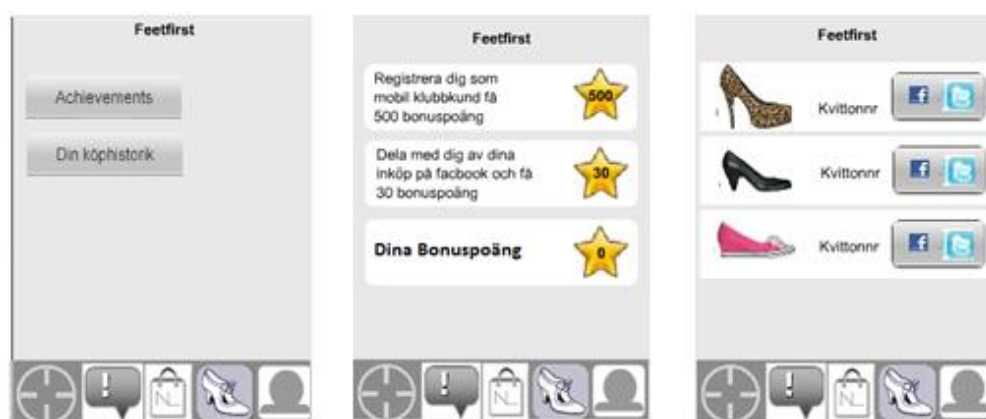 Feetfirst
Achievements
Din köphistorik
Feetfirst
Registrera dig som
mobil klubbkund få
500 bonuspoäng
500
Dela med dig av dina
inköp på facbook och få
30 bonuspoäng
30
Dina Bonuspoäng
0
Feetfirst
Kvittonnr
Kvittonnr
Kvittonnr